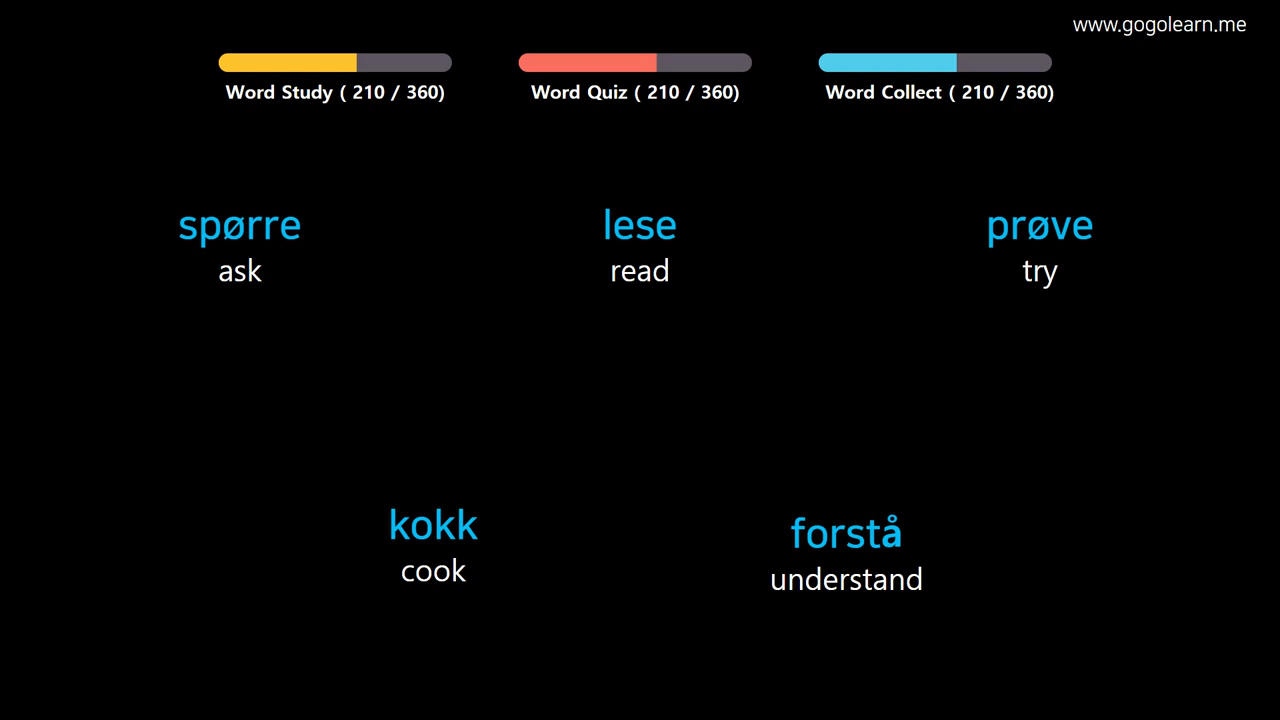 www.gogolearn.me
Word Study ( 210 / 360)
Word Quiz ( 210 / 360)
Word Collect ( 210 / 360)
spørre
ask
lese
read
prøve
try
kokk
cook
forstå
understand